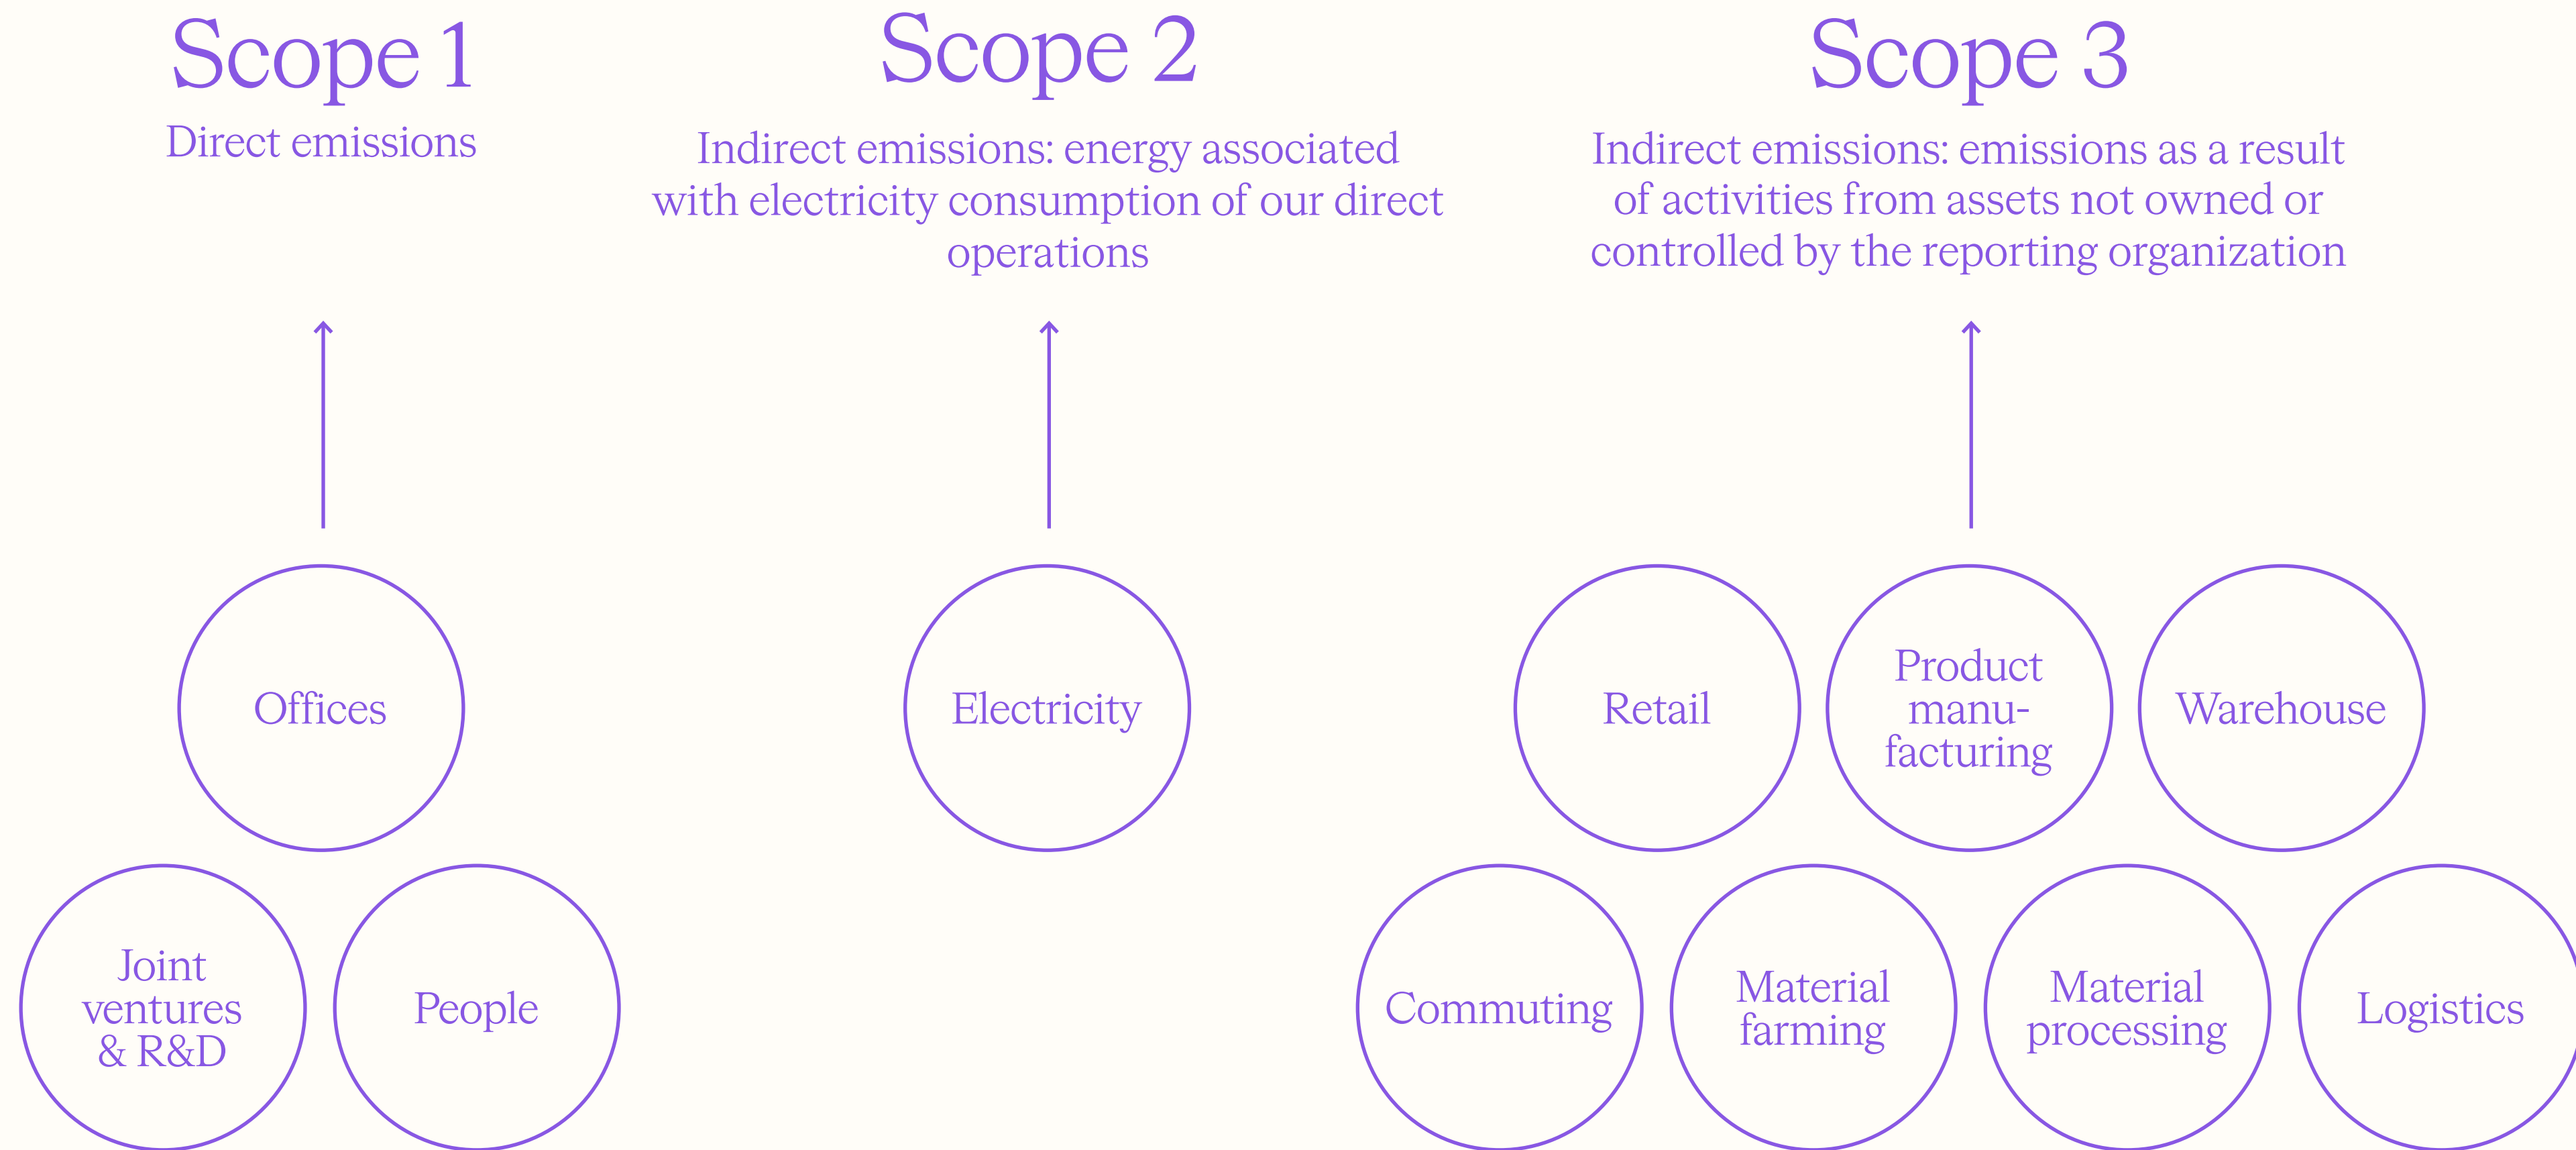 Scope 1
Direct emissions
Scope 2
Indirect emissions: energy associated
with electricity consumption of our direct
operations
Scope 3
Indirect emissions: emissions as a result
of activities from assets not owned or
controlled by the reporting organization
Offices
Joint
ventures
& R&D
People
Electricity
Retail
Product
manu-
facturing
Warehouse
Commuting
Material
farming
Material
processing
Logistics